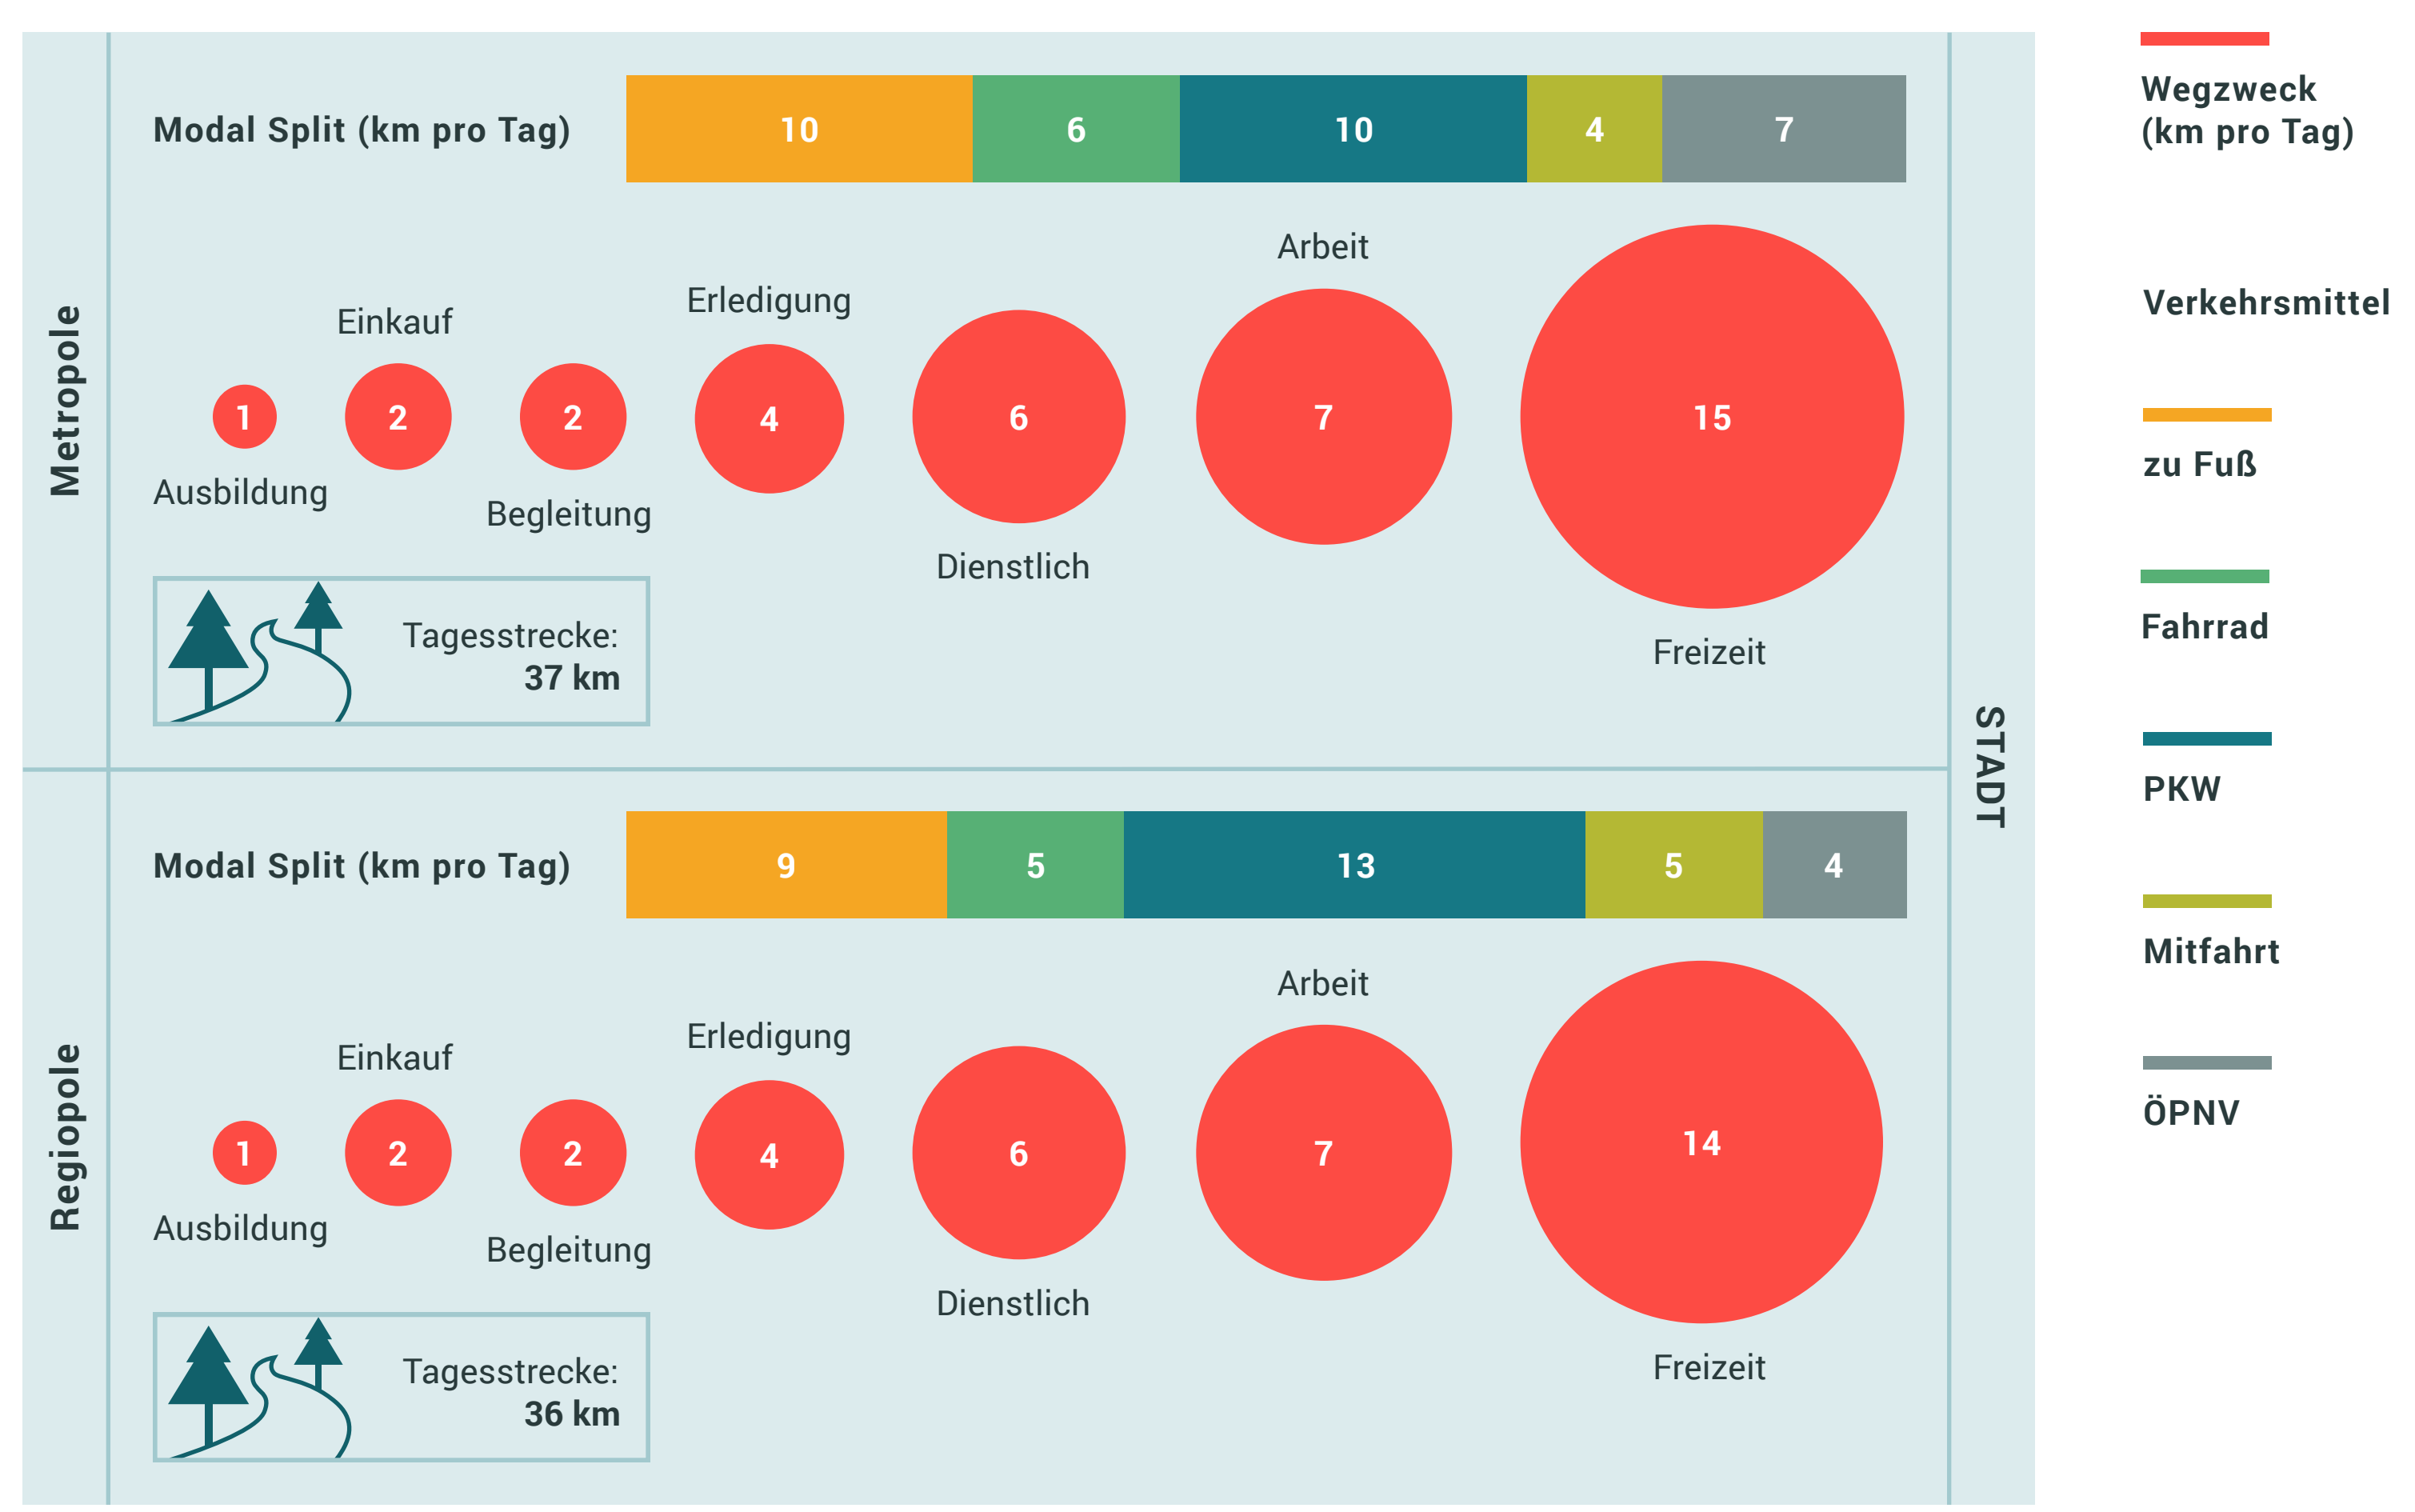 Metropole
Modal Split (km pro Tag)
10 6 10 4 7
Ausbildung
1
Einkauf
2
Begleitung
2
Erledigung
4
Dienstlich
6
Arbeit
7
Freizeit
15
Tagesstrecke:
37 km
Regiopole
Modal Split (km pro Tag)
9 5 13 5 4
Ausbildung
1
Einkauf
2
Begleitung
2
Erledigung
4
Dienstlich
6
Arbeit
7
Freizeit
14
Tagesstrecke:
36 km
STADT
Wegzweck
(km pro Tag)
Verkehrsmittel
zu Fuß
Fahrrad
PKW
Mitfahrt
ÖPNV